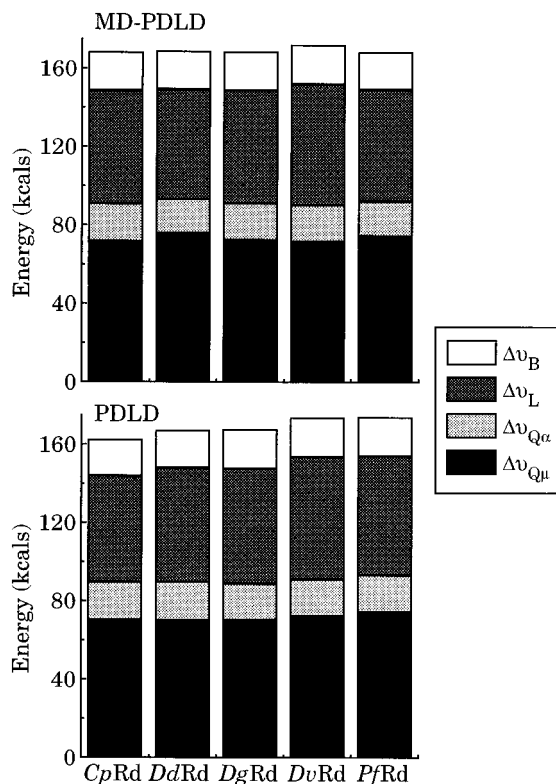 MD-PDLD
160
120
80
40
0
Energy (kcals)
PDLD
160
120
80
40
0
Energy (kcals)
CpRd DdRd DgRd DvRd PfRd
Δυ_B
Δυ_L
Δυ_Qα
Δυ_Qμ